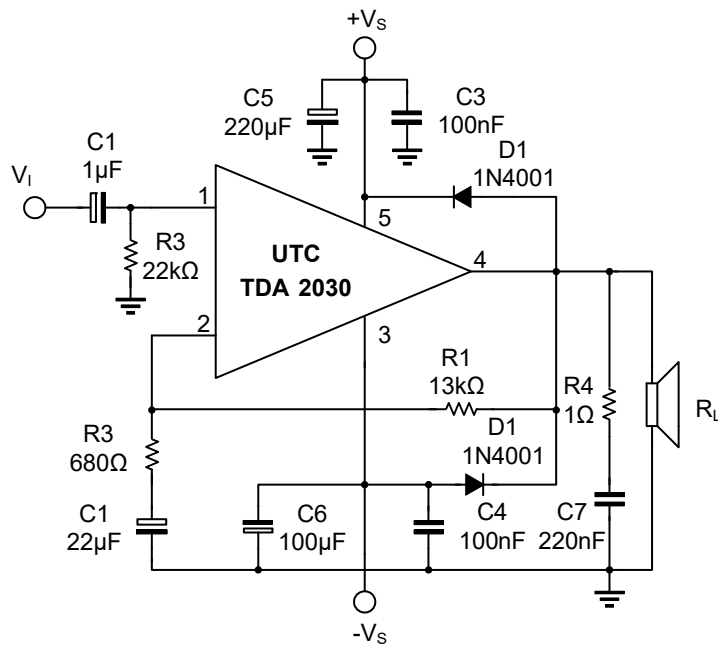 +Vs
C5
220µF
C3
100nF
C1
1µF
D1
1N4001
VI
1
5
R3
22kΩ
UTC
TDA 2030
4
2
3
R1
13kΩ
R4
1Ω
RL
D1
1N4001
R3
680Ω
C1
22µF
C6
100µF
C4
100nF
C7
220nF
-Vs